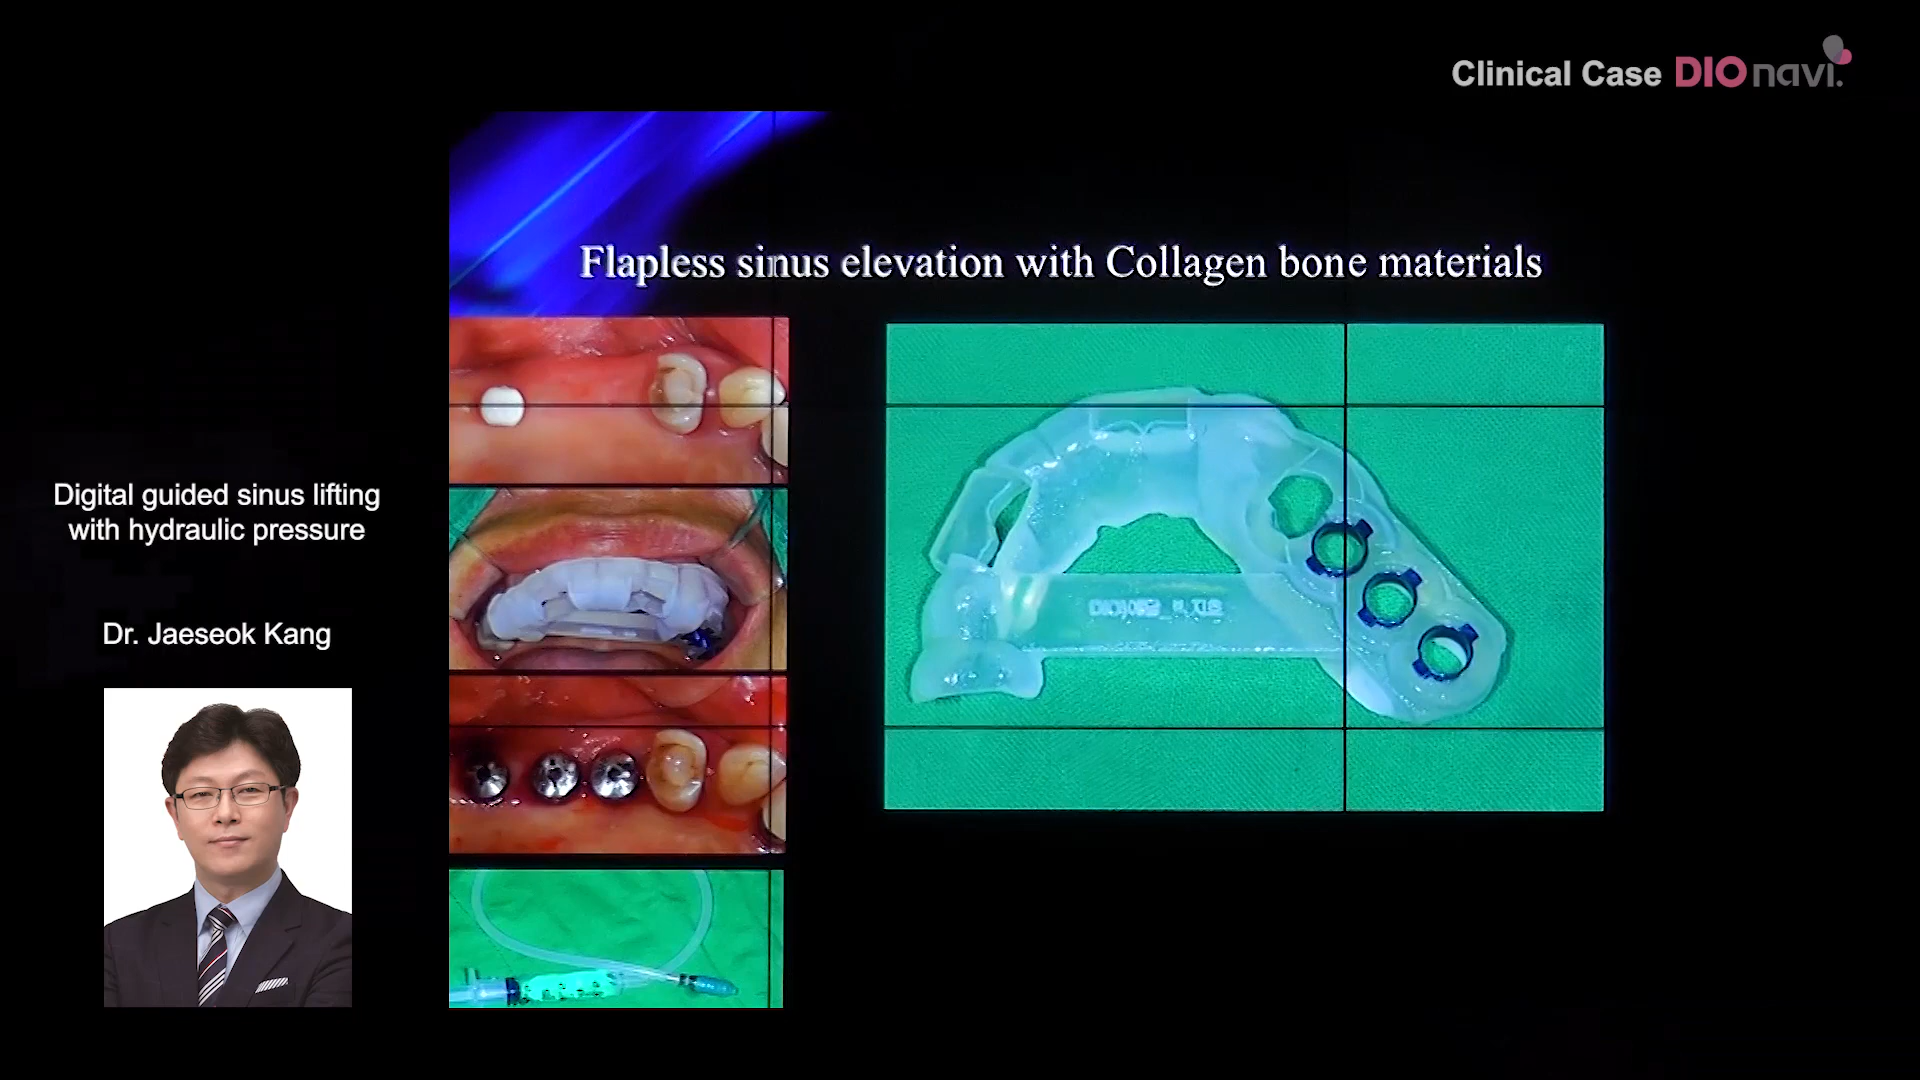 Clinical Case DIO navi.
Flapless sinus elevation with Collagen bone materials
Digital guided sinus lifting
with hydraulic pressure
Dr. Jaeseok Kang